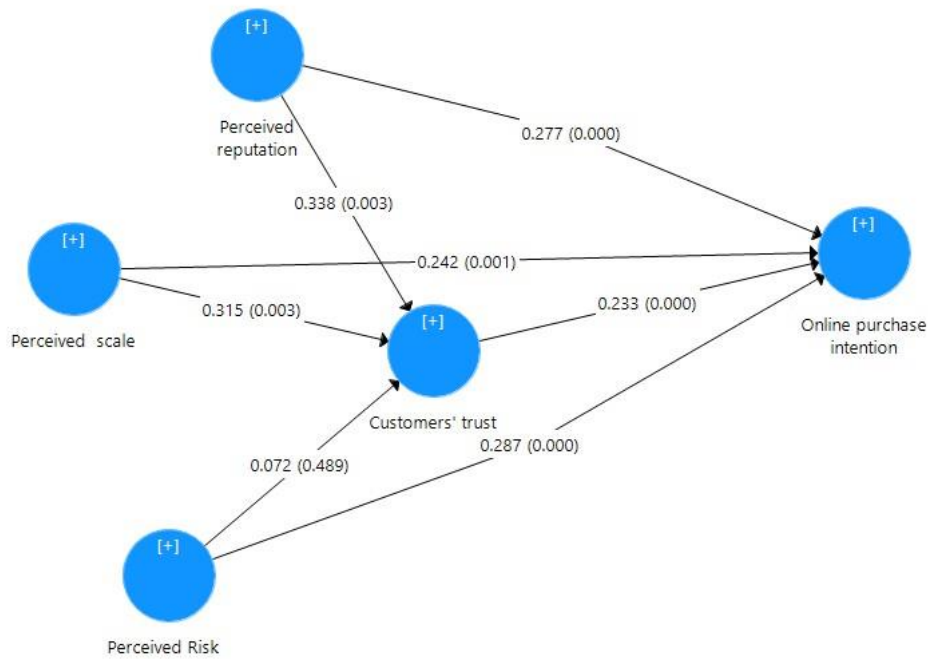 [+]
Perceived
reputation
0.277 (0.000)
0.338 (0.003)
[+]
Perceived scale
0.242 (0.001)
0.315 (0.003)
[+]
Customers' trust
0.233 (0.000)
[+]
Online purchase
intention
0.072 (0.489)
0.287 (0.000)
[+]
Perceived Risk